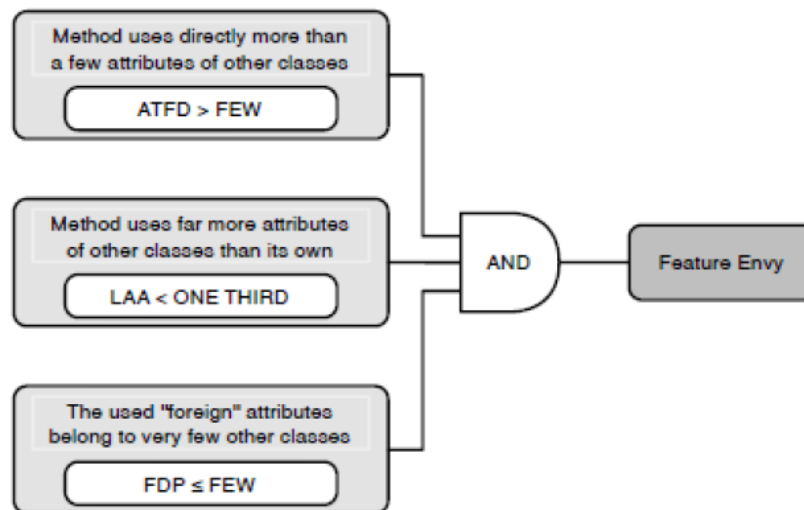 Method uses directly more than
a few attributes of other classes
ATFD > FEW
Method uses far more attributes
of other classes than its own
LAA < ONE THIRD
AND
Feature Envy
The used "foreign" attributes
belong to very few other classes
FDP ≤ FEW